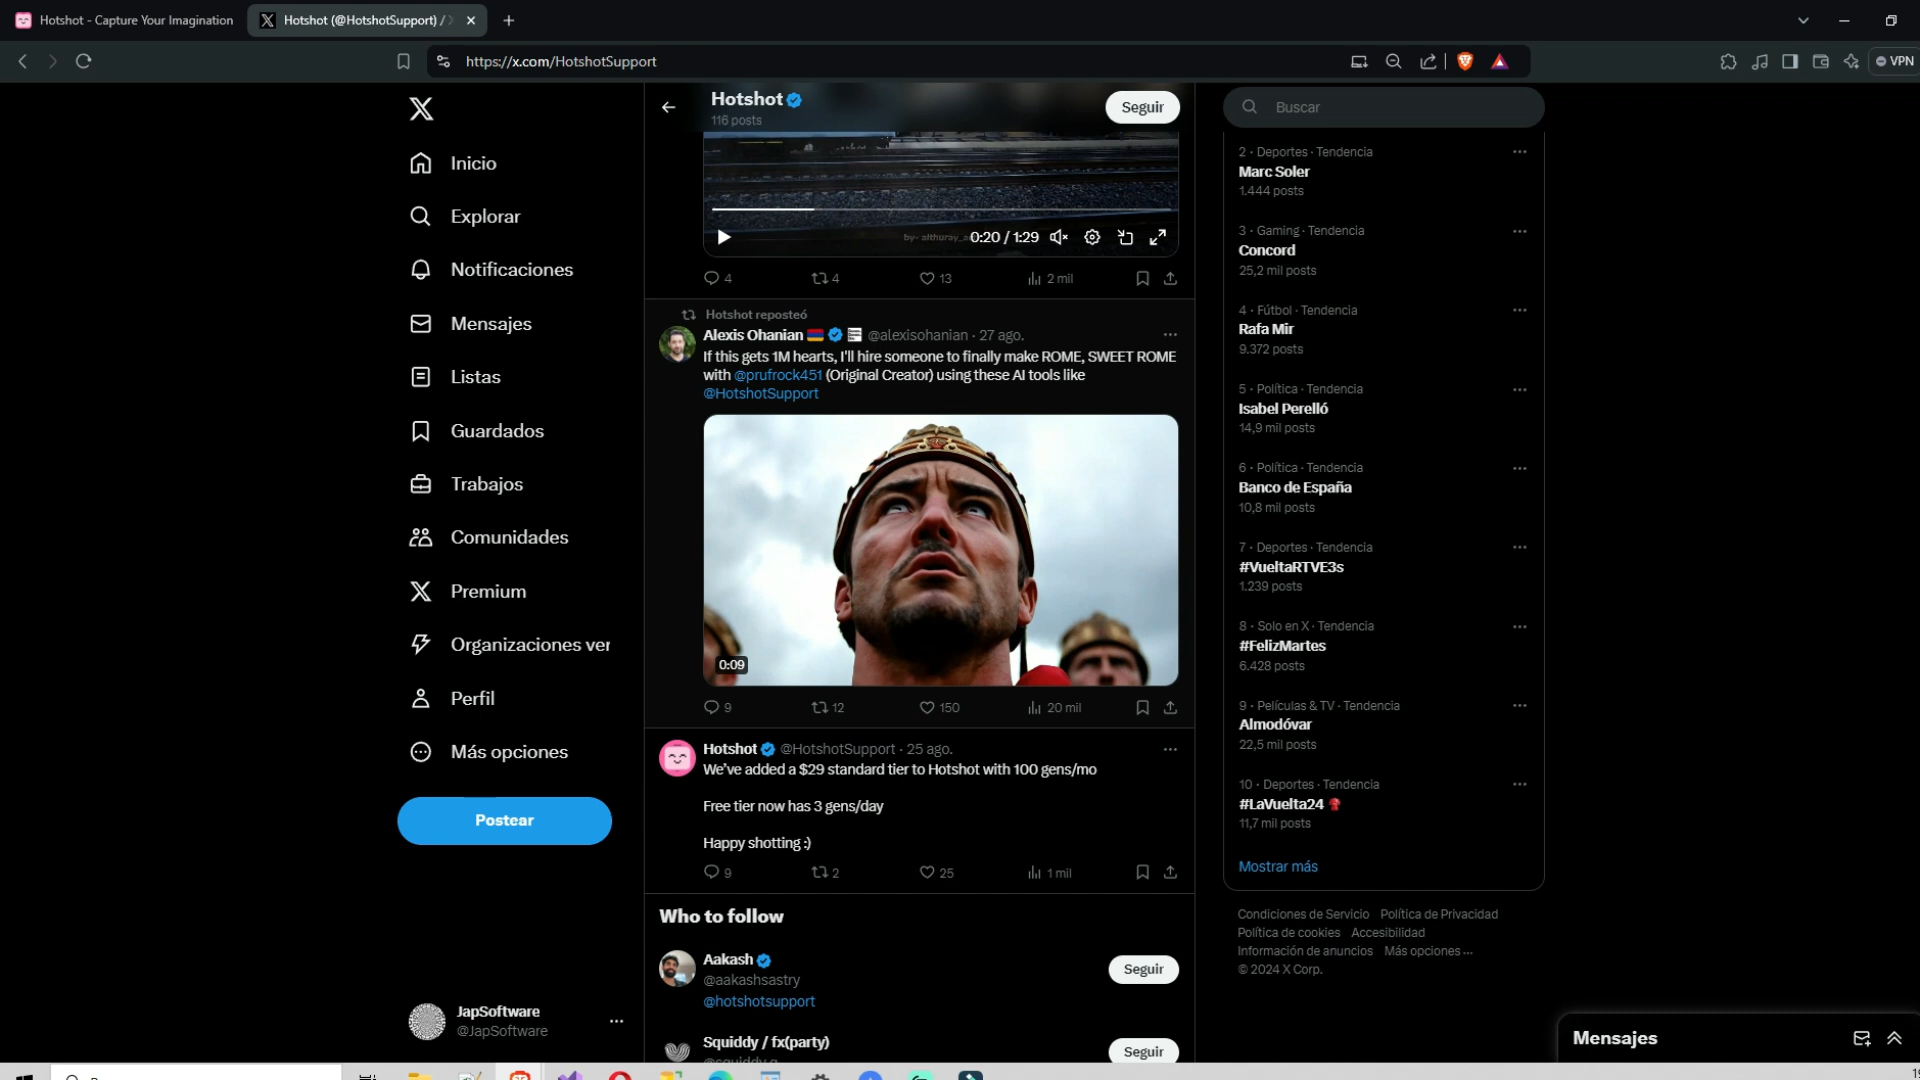 Hotshot - Capture Your Imagination
Hotshot (@HotshotSupport) /
https://x.com/HotshotSupport
VPN
Hotshot
116 posts
Seguir
Buscar
Inicio
Explorar
Notificaciones
Mensajes
Listas
Guardados
Trabajos
Comunidades
Premium
Organizaciones ver
Perfil
Más opciones
Postear
JapSoftware
@JapSoftware
0:20 / 1:29
4
4
13
2 mil
Hotshot reposteó
Alexis Ohanian @alexisohanian · 27 ago.
If this gets 1M hearts, I'll hire someone to finally make ROME, SWEET ROME
with @prufrock451 (Original Creator) using these AI tools like
@HotshotSupport
0:09
9
12
150
20 mil
Hotshot @HotshotSupport · 25 ago.
We've added a $29 standard tier to Hotshot with 100 gens/mo
Free tier now has 3 gens/day
Happy shotting :)
9
2
25
1 mil
Who to follow
Aakash
@aakashsastry
@hotshotsupport
Seguir
Squiddy / fx(party)
Seguir
2 · Deportes · Tendencia
Marc Soler
1.444 posts
3 · Gaming · Tendencia
Concord
25,2 mil posts
4 · Fútbol · Tendencia
Rafa Mir
9.372 posts
5 · Política · Tendencia
Isabel Perelló
14,9 mil posts
6 · Política · Tendencia
Banco de España
10,8 mil posts
7 · Deportes · Tendencia
#VueltaRTVE3s
1.239 posts
8 · Solo en X · Tendencia
#FelizMartes
6.428 posts
9 · Películas & TV · Tendencia
Almodóvar
22,5 mil posts
10 · Deportes · Tendencia
#LaVuelta24
11,7 mil posts
Mostrar más
Condiciones de Servicio Política de Privacidad
Política de cookies Accesibilidad
Información de anuncios Más opciones ···
© 2024 X Corp.
Mensajes